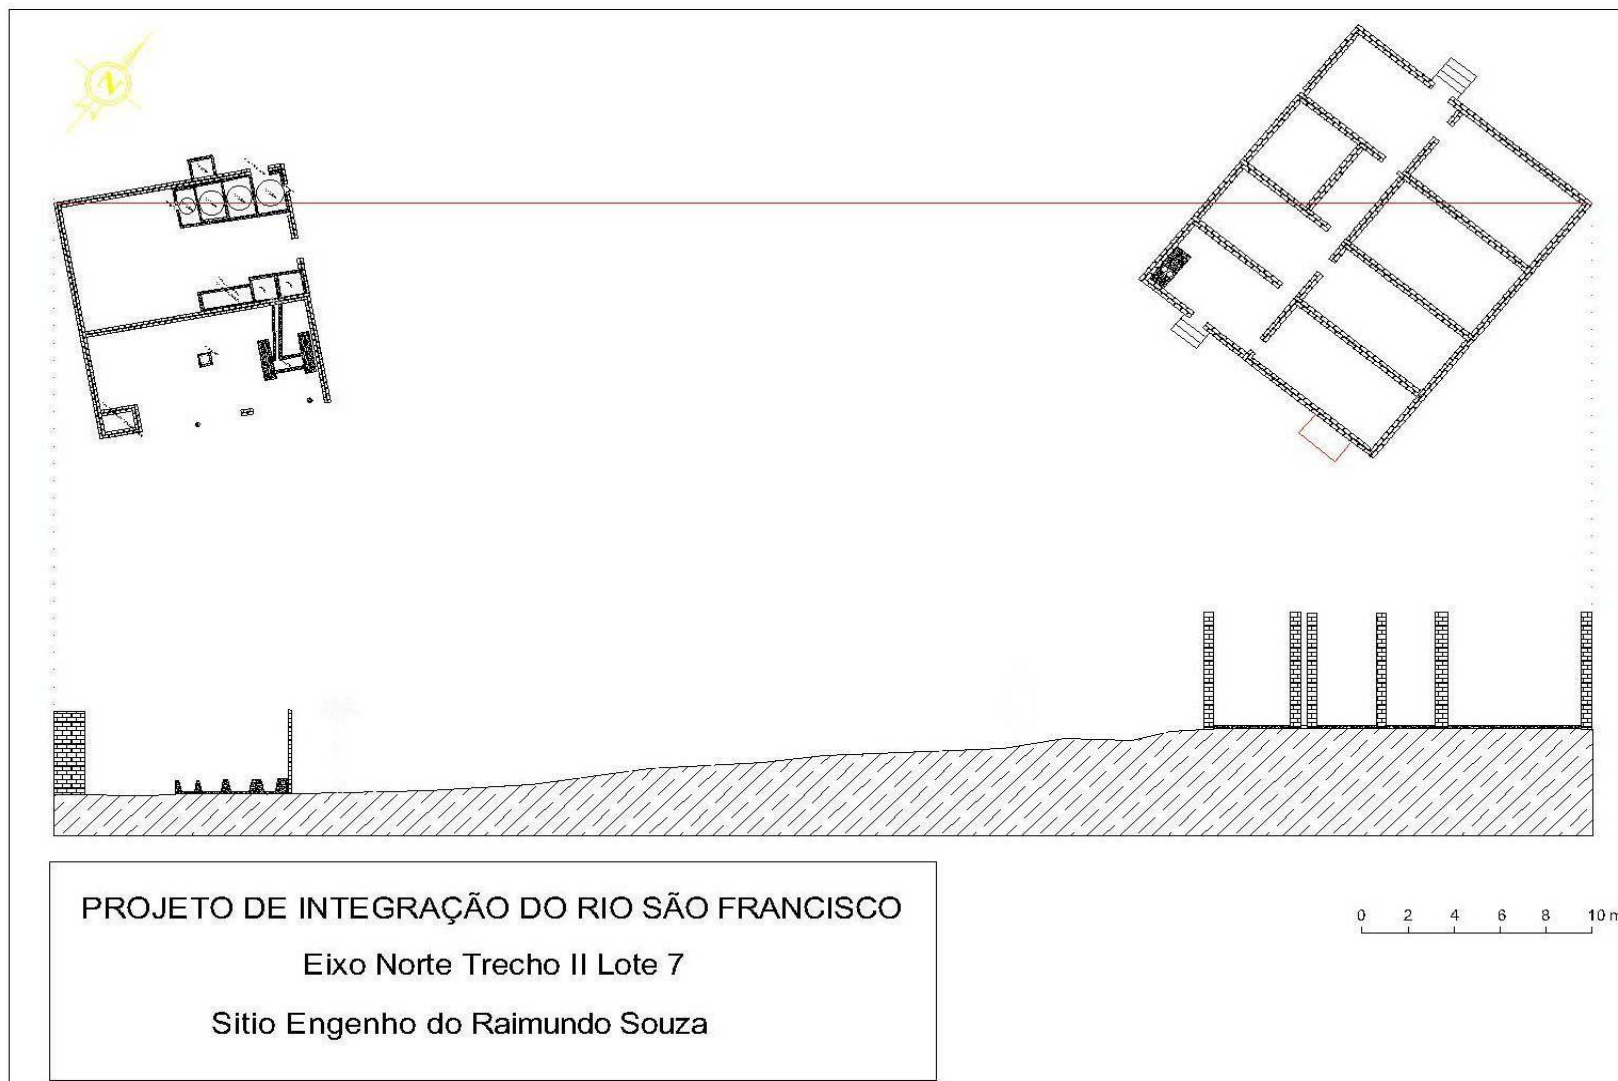 N
PROJETO DE INTEGRAÇÃO DO RIO SÃO FRANCISCO
Eixo Norte Trecho II Lote 7
Sitio Engenho do Raimundo Souza
0 2 4 6 8 10 m